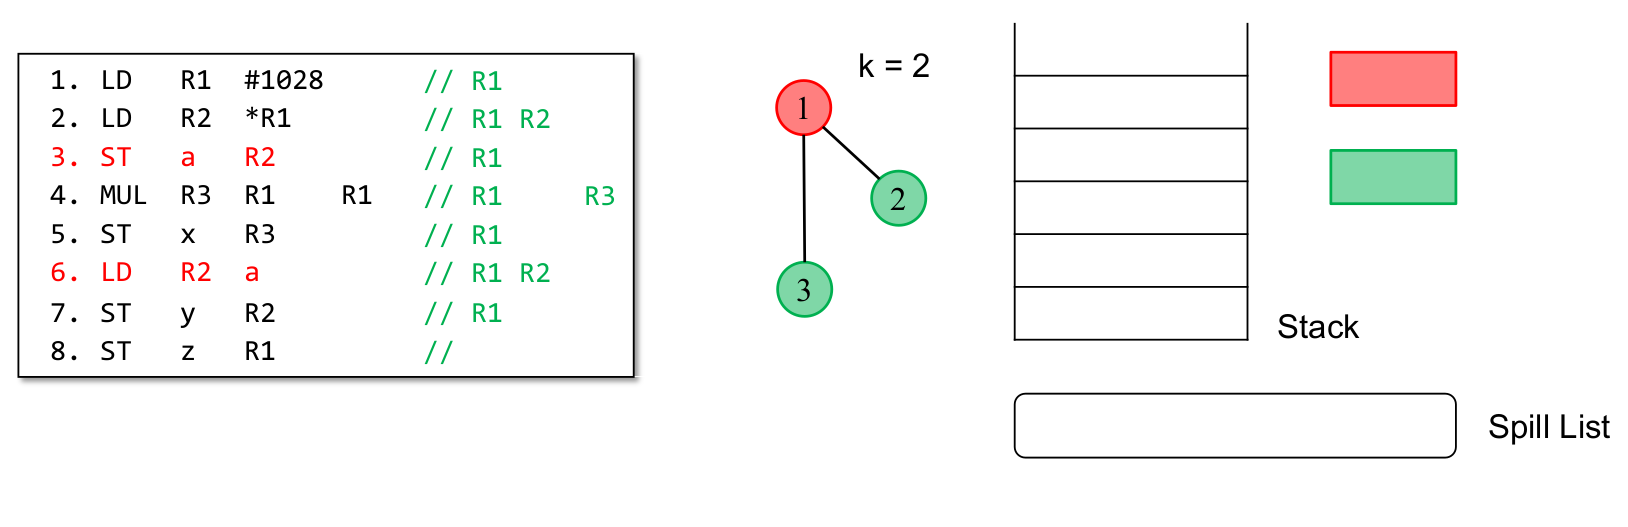 1. LD R1 #1028 // R1
2. LD R2 *R1 // R1 R2
3. ST a R2 // R1
4. MUL R3 R1 R1 // R1 R3
5. ST x R3 // R1
6. LD R2 a // R1 R2
7. ST y R2 // R1
8. ST z R1 //
k = 2
1
2
3
Stack
Spill List